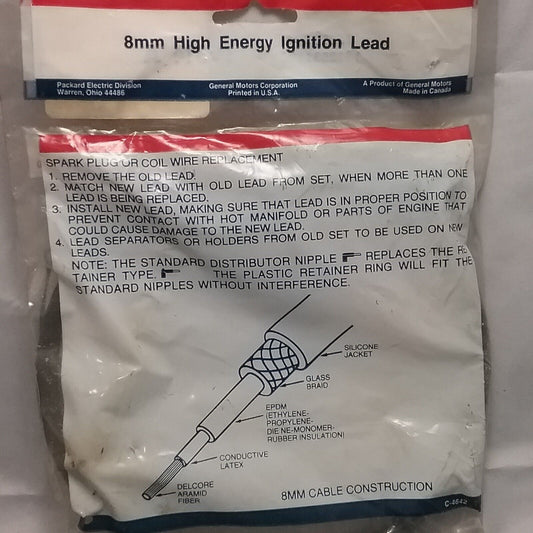 8mm High Energy Ignition Lead
Packard Electric Division
Warren, Ohio 44486
General Motors Corporation
Printed in U.S.A.
A Product of General Motors
Made in Canada
SPARK PLUG OR COIL WIRE REPLACEMENT
1. REMOVE THE OLD LEAD.
2. MATCH NEW LEAD WITH OLD LEAD FROM SET, WHEN MORE THAN ONE
LEAD IS BEING REPLACED.
3. INSTALL NEW LEAD, MAKING SURE THAT LEAD IS IN PROPER POSITION TO
PREVENT CONTACT WITH HOT MANIFOLD OR PARTS OF ENGINE THAT
COULD CAUSE DAMAGE TO THE NEW LEAD.
4. LEAD SEPARATORS OR HOLDERS FROM OLD SET TO BE USED ON NEW
LEADS.
NOTE: THE STANDARD DISTRIBUTOR NIPPLE REPLACES THE RE
TAINER TYPE. THE PLASTIC RETAINER RING WILL FIT THE
STANDARD NIPPLES WITHOUT INTERFERENCE.
SILICONE
JACKET
GLASS
BRAID
EPDM
(ETHYLENE-
PROPYLENE-
DIE NE-MONOMER-
RUBBER INSULATION)
CONDUCTIVE
LATEX
DELCORE
ARAMID
FIBER
8MM CABLE CONSTRUCTION
C-4642